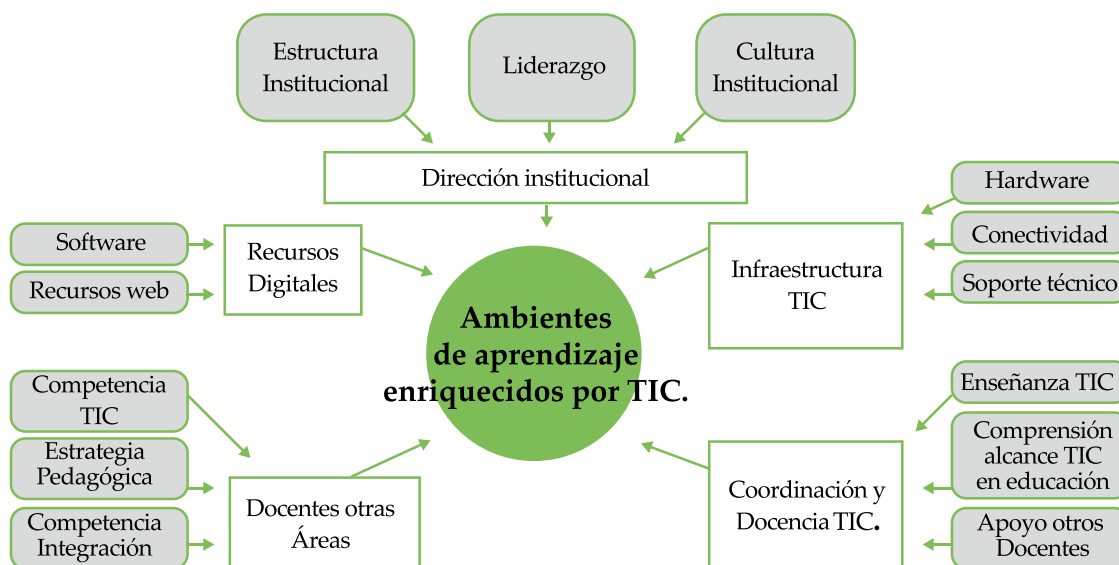 Estructura
Institucional
Liderazgo
Cultura
Institucional
Dirección institucional
Software
Recursos web
Recursos
Digitales
Infraestructura
TIC
Hardware
Conectividad
Soporte técnico
Ambientes
de aprendizaje
enriquecidos por TIC.
Competencia
TIC
Estrategia
Pedagógica
Competencia
Integración
Docentes otras
Áreas
Coordinación y
Docencia TIC.
Enseñanza TIC
Comprensión
alcance TIC
en educación
Apoyo otros
Docentes